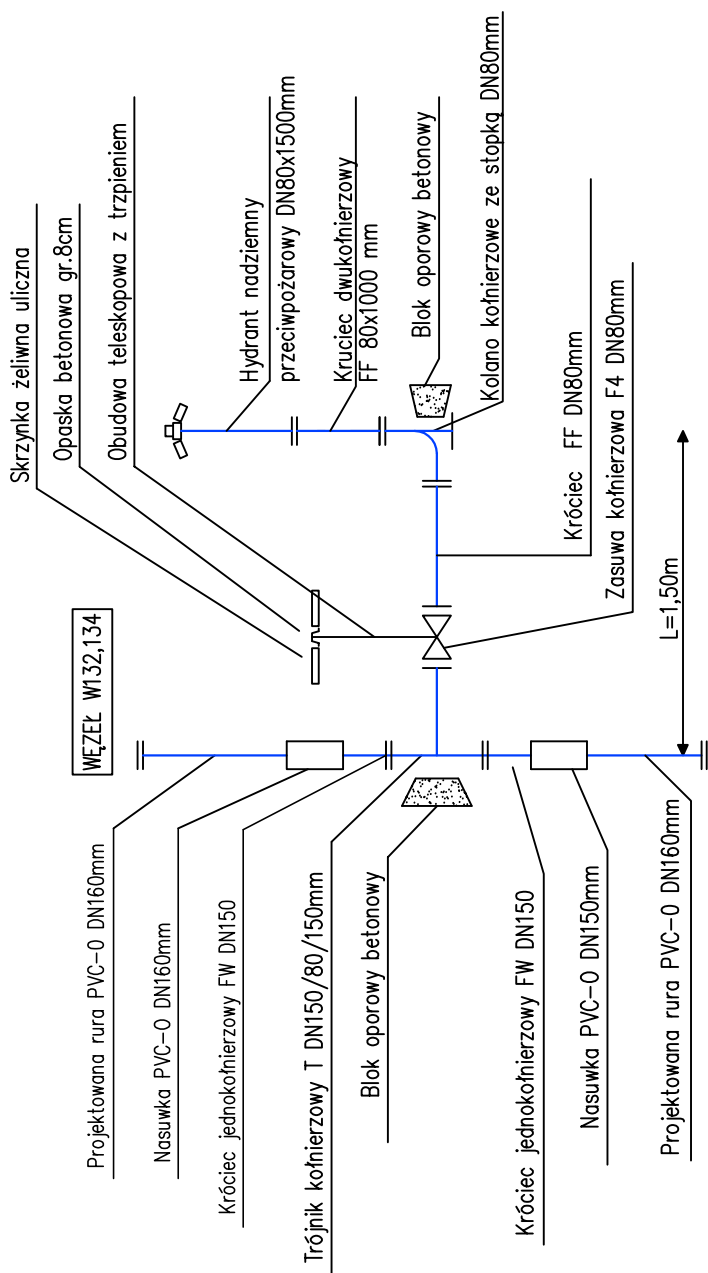 WĘZEŁ W132,134
Skrzynka żeliwna uliczna
Opaska betonowa gr.8cm
Obudowa teleskopowa z trzpieniem
Hydrant nadziemny
przeciwpożarowy DN80x1500mm
Kruciec dwukołnierzowy
FF 80x1000 mm
Blok oporowy betonowy
Kolano kołnierzowe ze stopką DN80mm
Króciec FF DN80mm
Zasuwa kołnierzowa F4 DN80mm
L=1,50m
Projektowana rura PVC-O DN160mm
Nasuwka PVC-O DN160mm
Króciec jednokołnierzowy FW DN150
Trójnik kołnierzowy T DN150/80/150mm
Blok oporowy betonowy
Króciec jednokołnierzowy FW DN150
Nasuwka PVC-O DN150mm
Projektowana rura PVC-O DN160mm